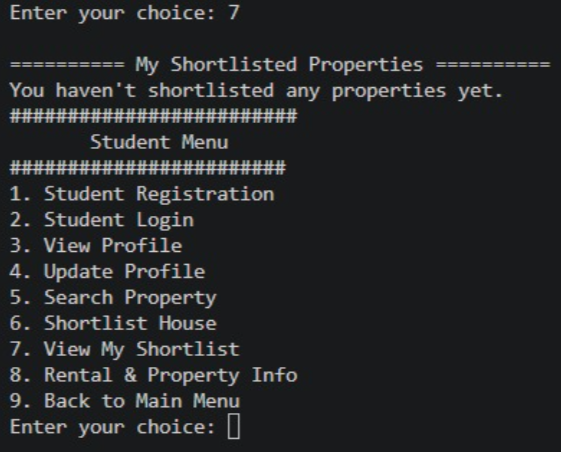 Enter your choice: 7
========== My Shortlisted Properties ==========
You haven't shortlisted any properties yet.
#########################
Student Menu
########################
1. Student Registration
2. Student Login
3. View Profile
4. Update Profile
5. Search Property
6. Shortlist House
7. View My Shortlist
8. Rental & Property Info
9. Back to Main Menu
Enter your choice: